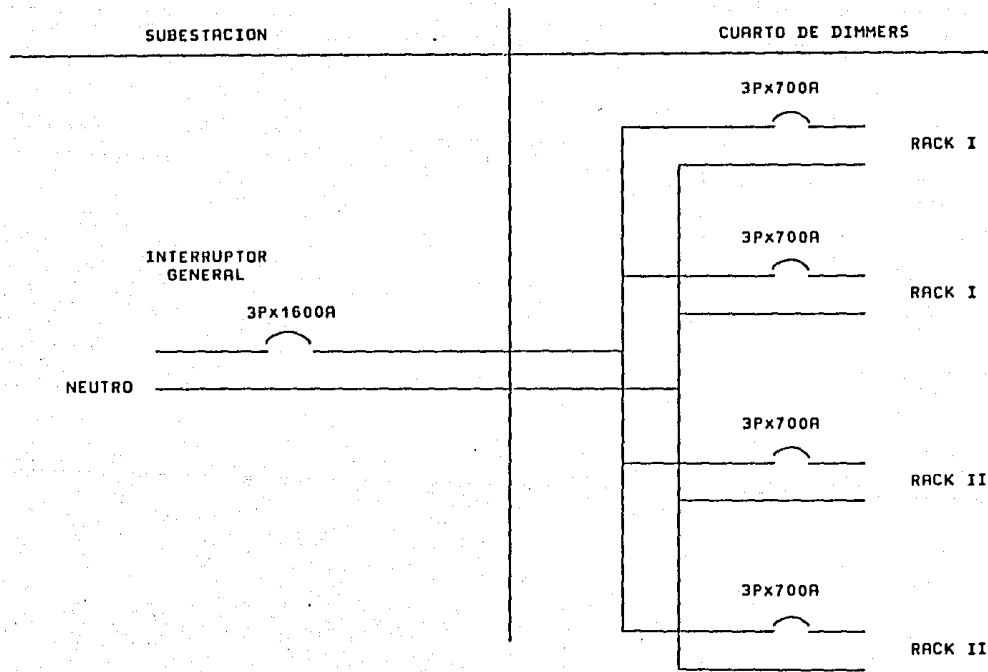 SUBESTACION
CUARTO DE DIMMERS
3Px700A
RACK I
3Px700A
RACK I
INTERRUPTOR
GENERAL
3Px1600A
NEUTRO
3Px700A
RACK II
3Px700A
RACK II